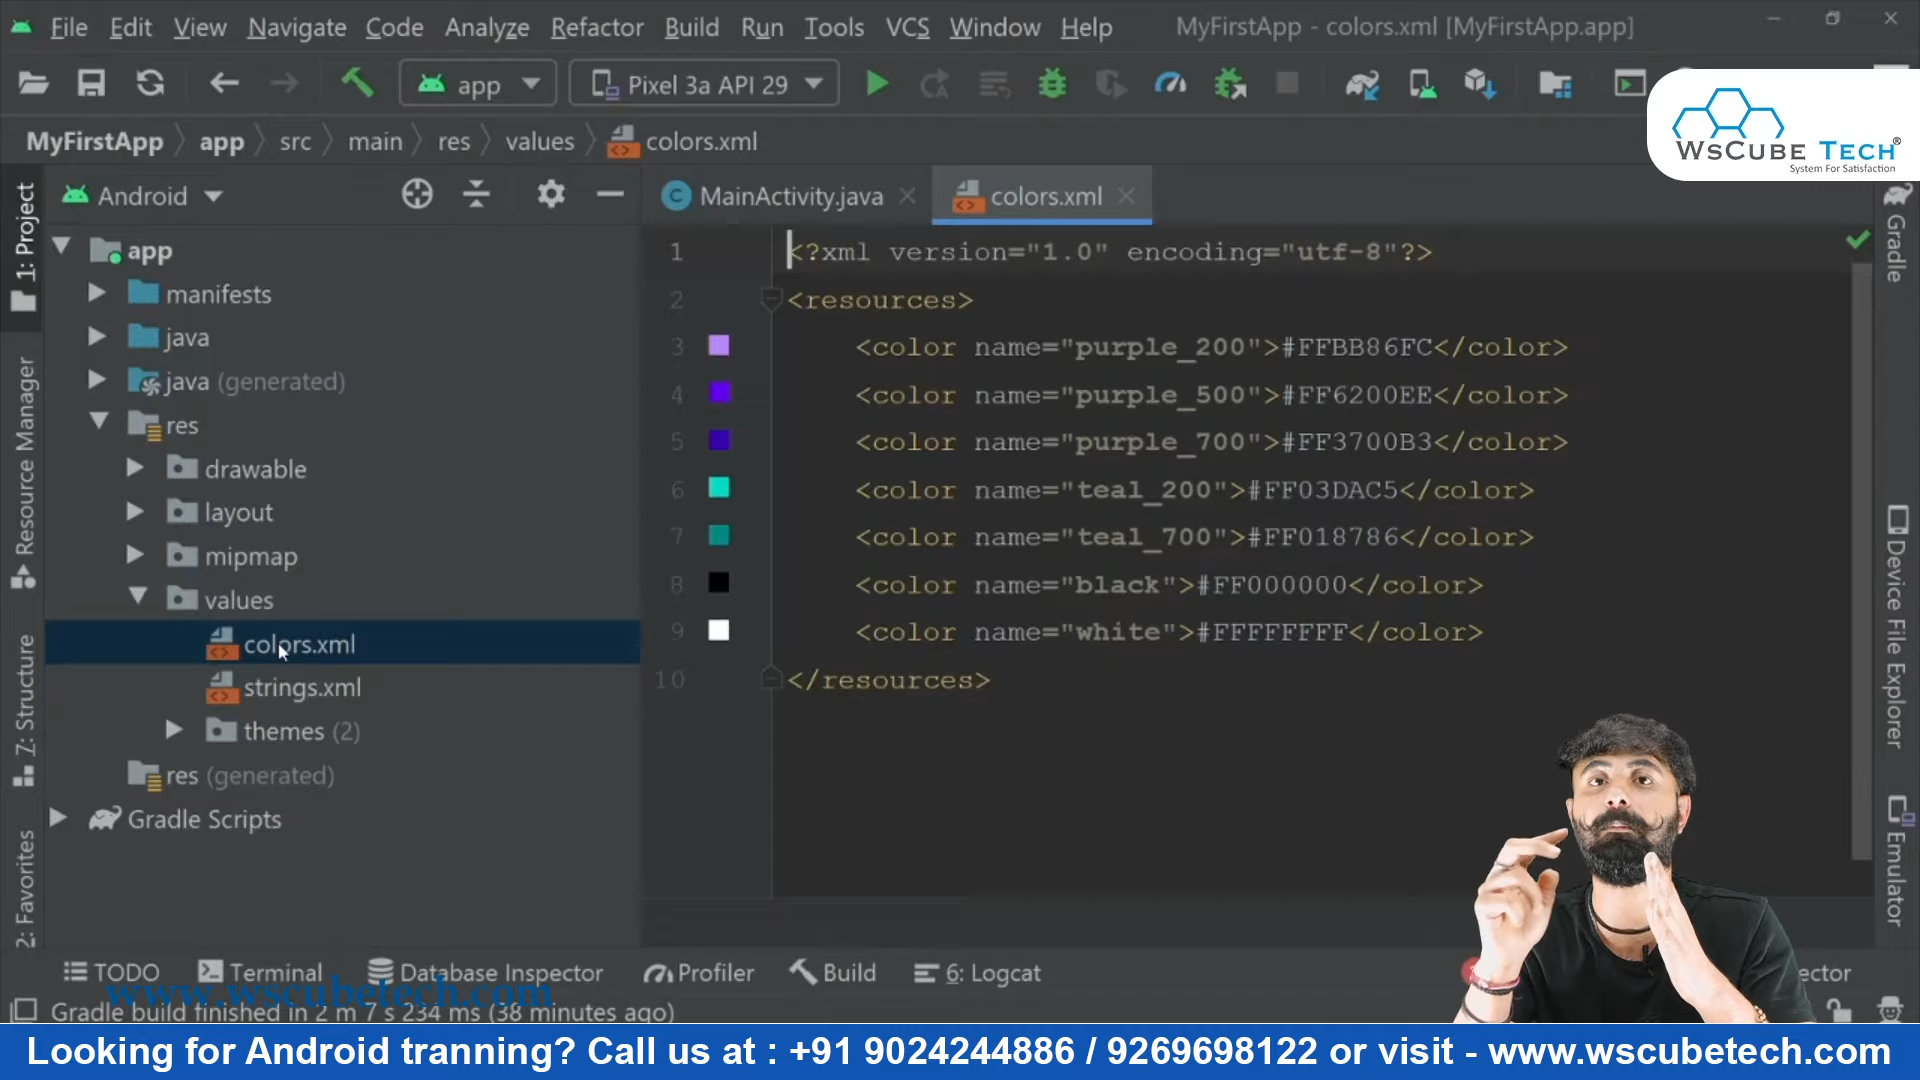 File Edit View Navigate Code Analyze Refactor Build Run Tools VCS Window Help MyFirstApp - colors.xml [MyFirstApp.app]
app Pixel 3a API 29
WSCUBE TECH®
System For Satisfaction
MyFirstApp app src main res values colors.xml
Android
MainActivity.java colors.xml
1: Project
Resource Manager
7: Structure
2: Favorites
app
manifests
java
java (generated)
res
drawable
layout
mipmap
values
colors.xml
strings.xml
themes (2)
res (generated)
Gradle Scripts
1 <?xml version="1.0" encoding="utf-8"?>
2 <resources>
3 <color name="purple_200">#FFBB86FC</color>
4 <color name="purple_500">#FF6200EE</color>
5 <color name="purple_700">#FF3700B3</color>
6 <color name="teal_200">#FF03DAC5</color>
7 <color name="teal_700">#FF018786</color>
8 <color name="black">#FF000000</color>
9 <color name="white">#FFFFFFFF</color>
10 </resources>
Gradle
Device File Explorer
Emulator
TODO Terminal Database Inspector Profiler Build 6: Logcat ector
www.wscubetech.com
Gradle build finished in 2 m 7 s 234 ms (38 minutes ago)
Looking for Android tranning? Call us at : +91 9024244886 / 9269698122 or visit - www.wscubetech.com